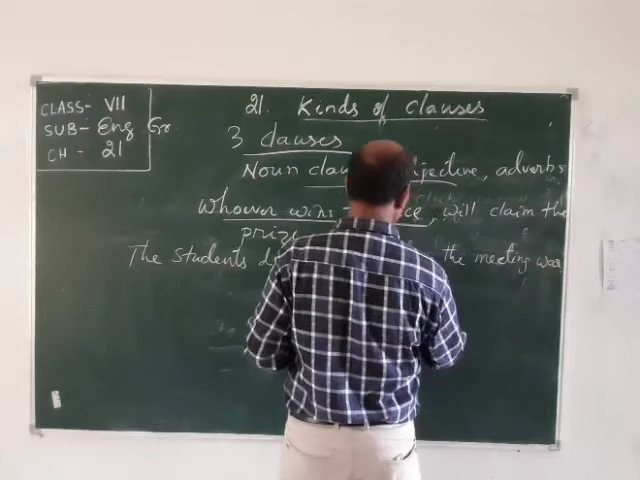 CLASS- VII
SUB- Eng Gr
CH - 21
21. Kinds of Clauses
3 clauses
Noun clau jective, adverbs
Whoever wins ce, will claim the
prize
The students d the meeting was